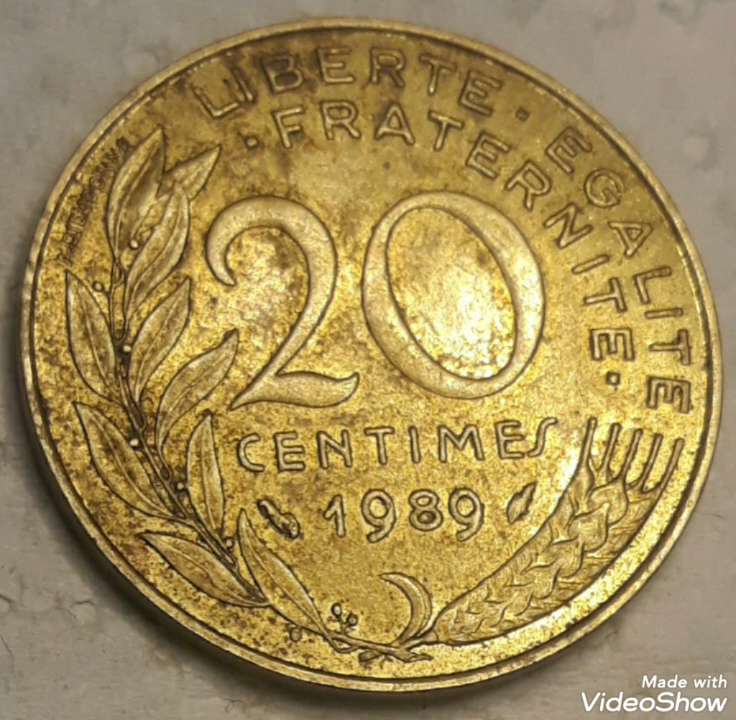 LIBERTE · EGALITE
· FRATERNITE ·
20
CENTIMES
1989
Made with
VideoShow